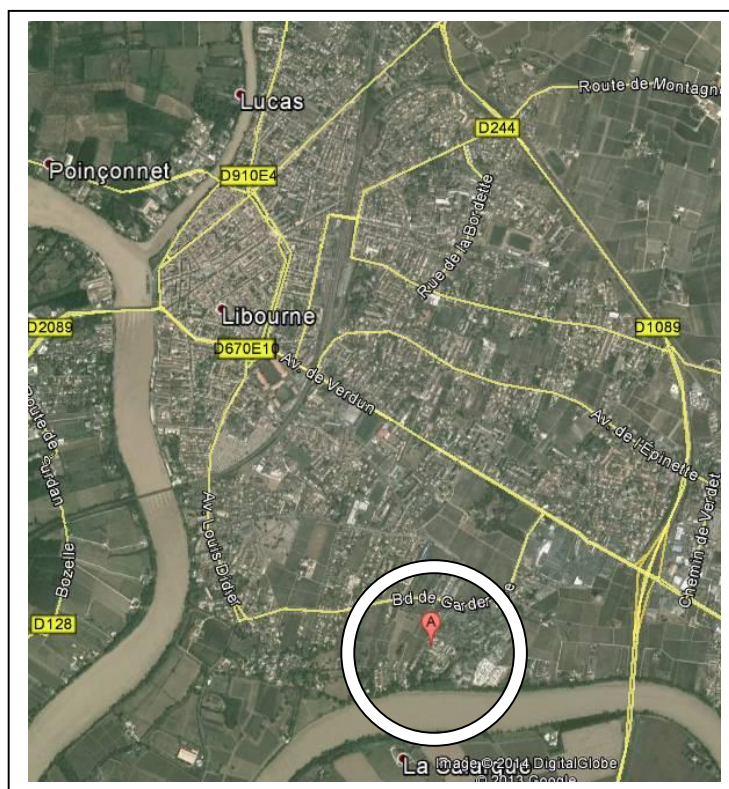 Lucas
Route de Montagne
D244
Poinçonnet
D910E4
Rue de la Bordette
Libourne
D2089
D1089
D670E10
Av. de Verdun
Route de
Av. de l'Épinette
Chemin de Verdet
Av. Louis Didier
Bozelle
Bd de Garder
A
D128
La
Image © 2014 DigitalGlobe
© 2013 Google